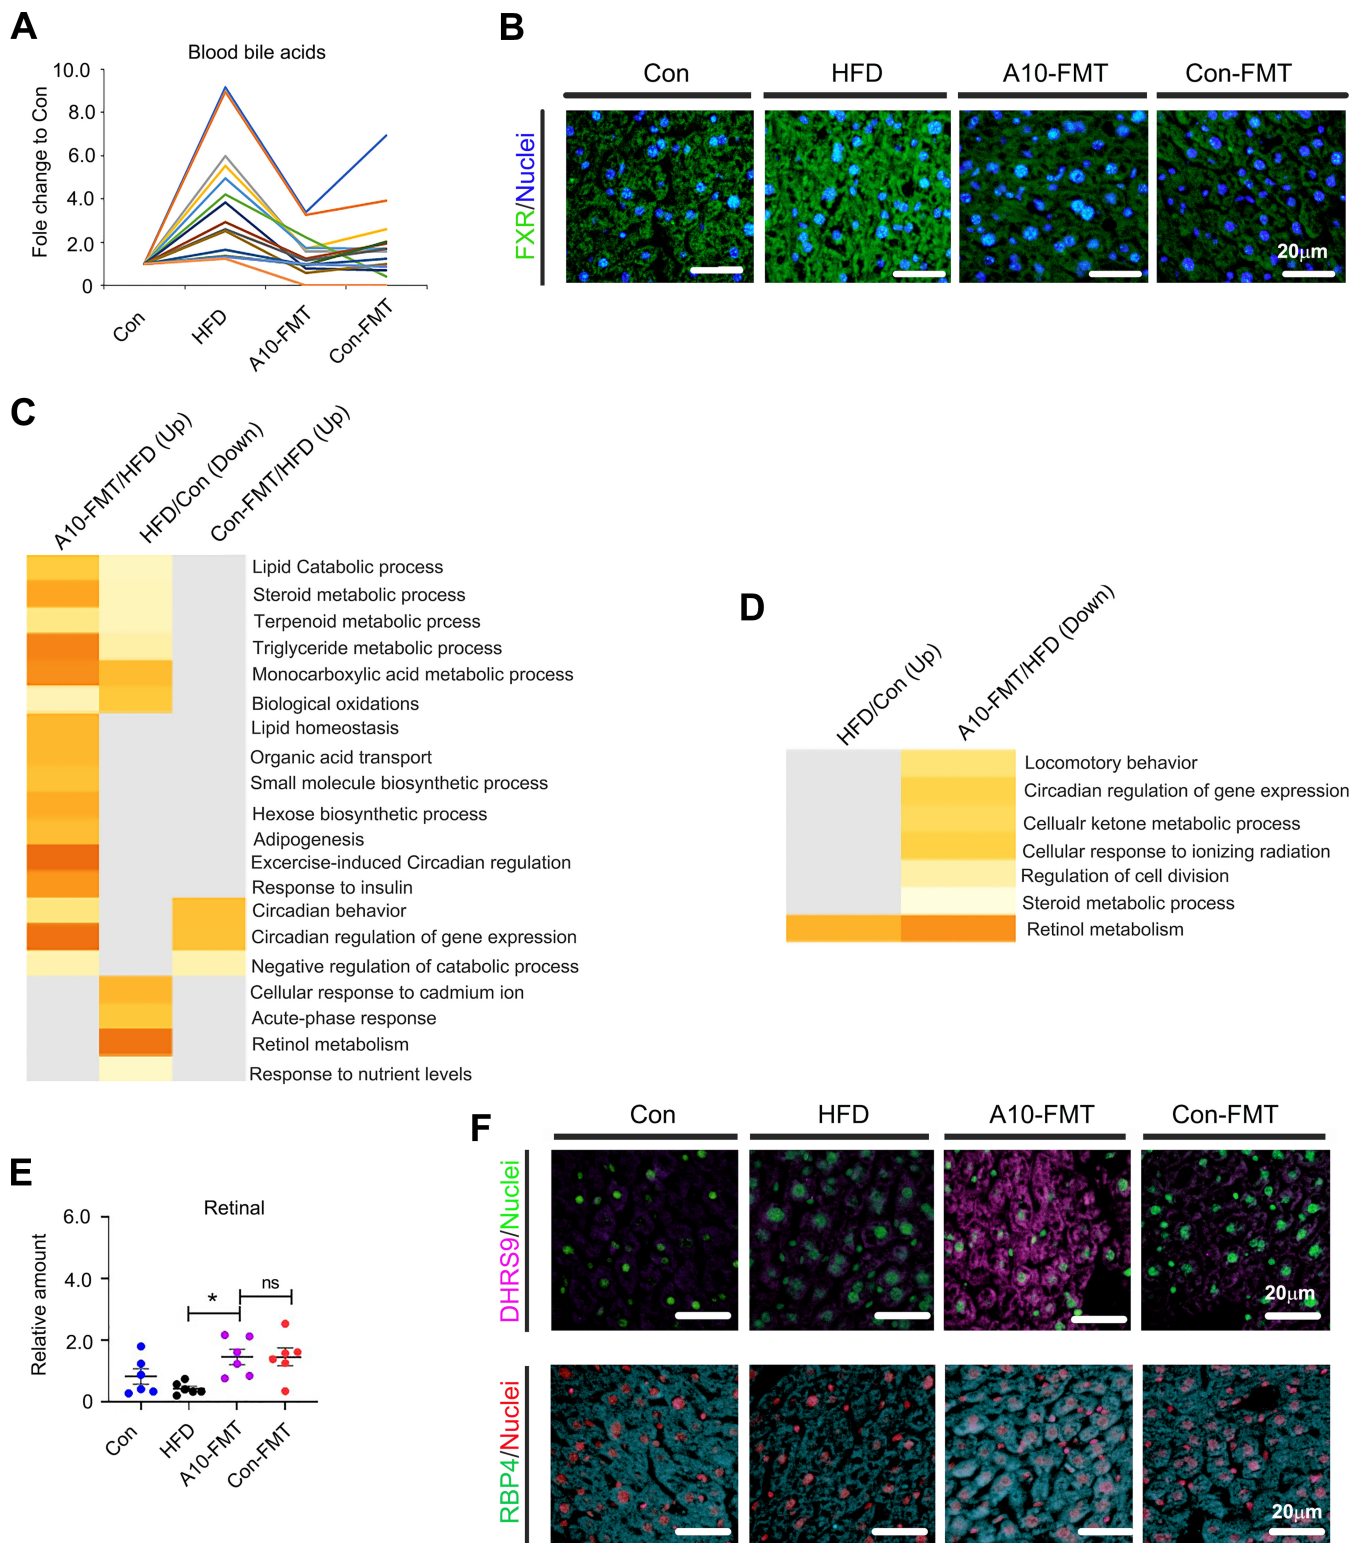 A
Blood bile acids
Fole change to Con
10.0
8.0
6.0
4.0
2.0
0
Con
HFD
A10-FMT
Con-FMT
B
Con
HFD
A10-FMT
Con-FMT
FXR/Nuclei
20μm
C
A10-FMT/HFD (Up)
HFD/Con (Down)
Con-FMT/HFD (Up)
Lipid Catabolic process
Steroid metabolic process
Terpenoid metabolic prcess
Triglyceride metabolic process
Monocarboxylic acid metabolic process
Biological oxidations
Lipid homeostasis
Organic acid transport
Small molecule biosynthetic process
Hexose biosynthetic process
Adipogenesis
Excercise-induced Circadian regulation
Response to insulin
Circadian behavior
Circadian regulation of gene expression
Negative regulation of catabolic process
Cellular response to cadmium ion
Acute-phase response
Retinol metabolism
Response to nutrient levels
D
HFD/Con (Up)
A10-FMT/HFD (Down)
Locomotory behavior
Circadian regulation of gene expression
Cellualr ketone metabolic process
Cellular response to ionizing radiation
Regulation of cell division
Steroid metabolic process
Retinol metabolism
E
Retinal
Relative amount
6.0
4.0
2.0
0
*
ns
Con
HFD
A10-FMT
Con-FMT
F
Con
HFD
A10-FMT
Con-FMT
DHRS9/Nuclei
20μm
RBP4/Nuclei
20μm